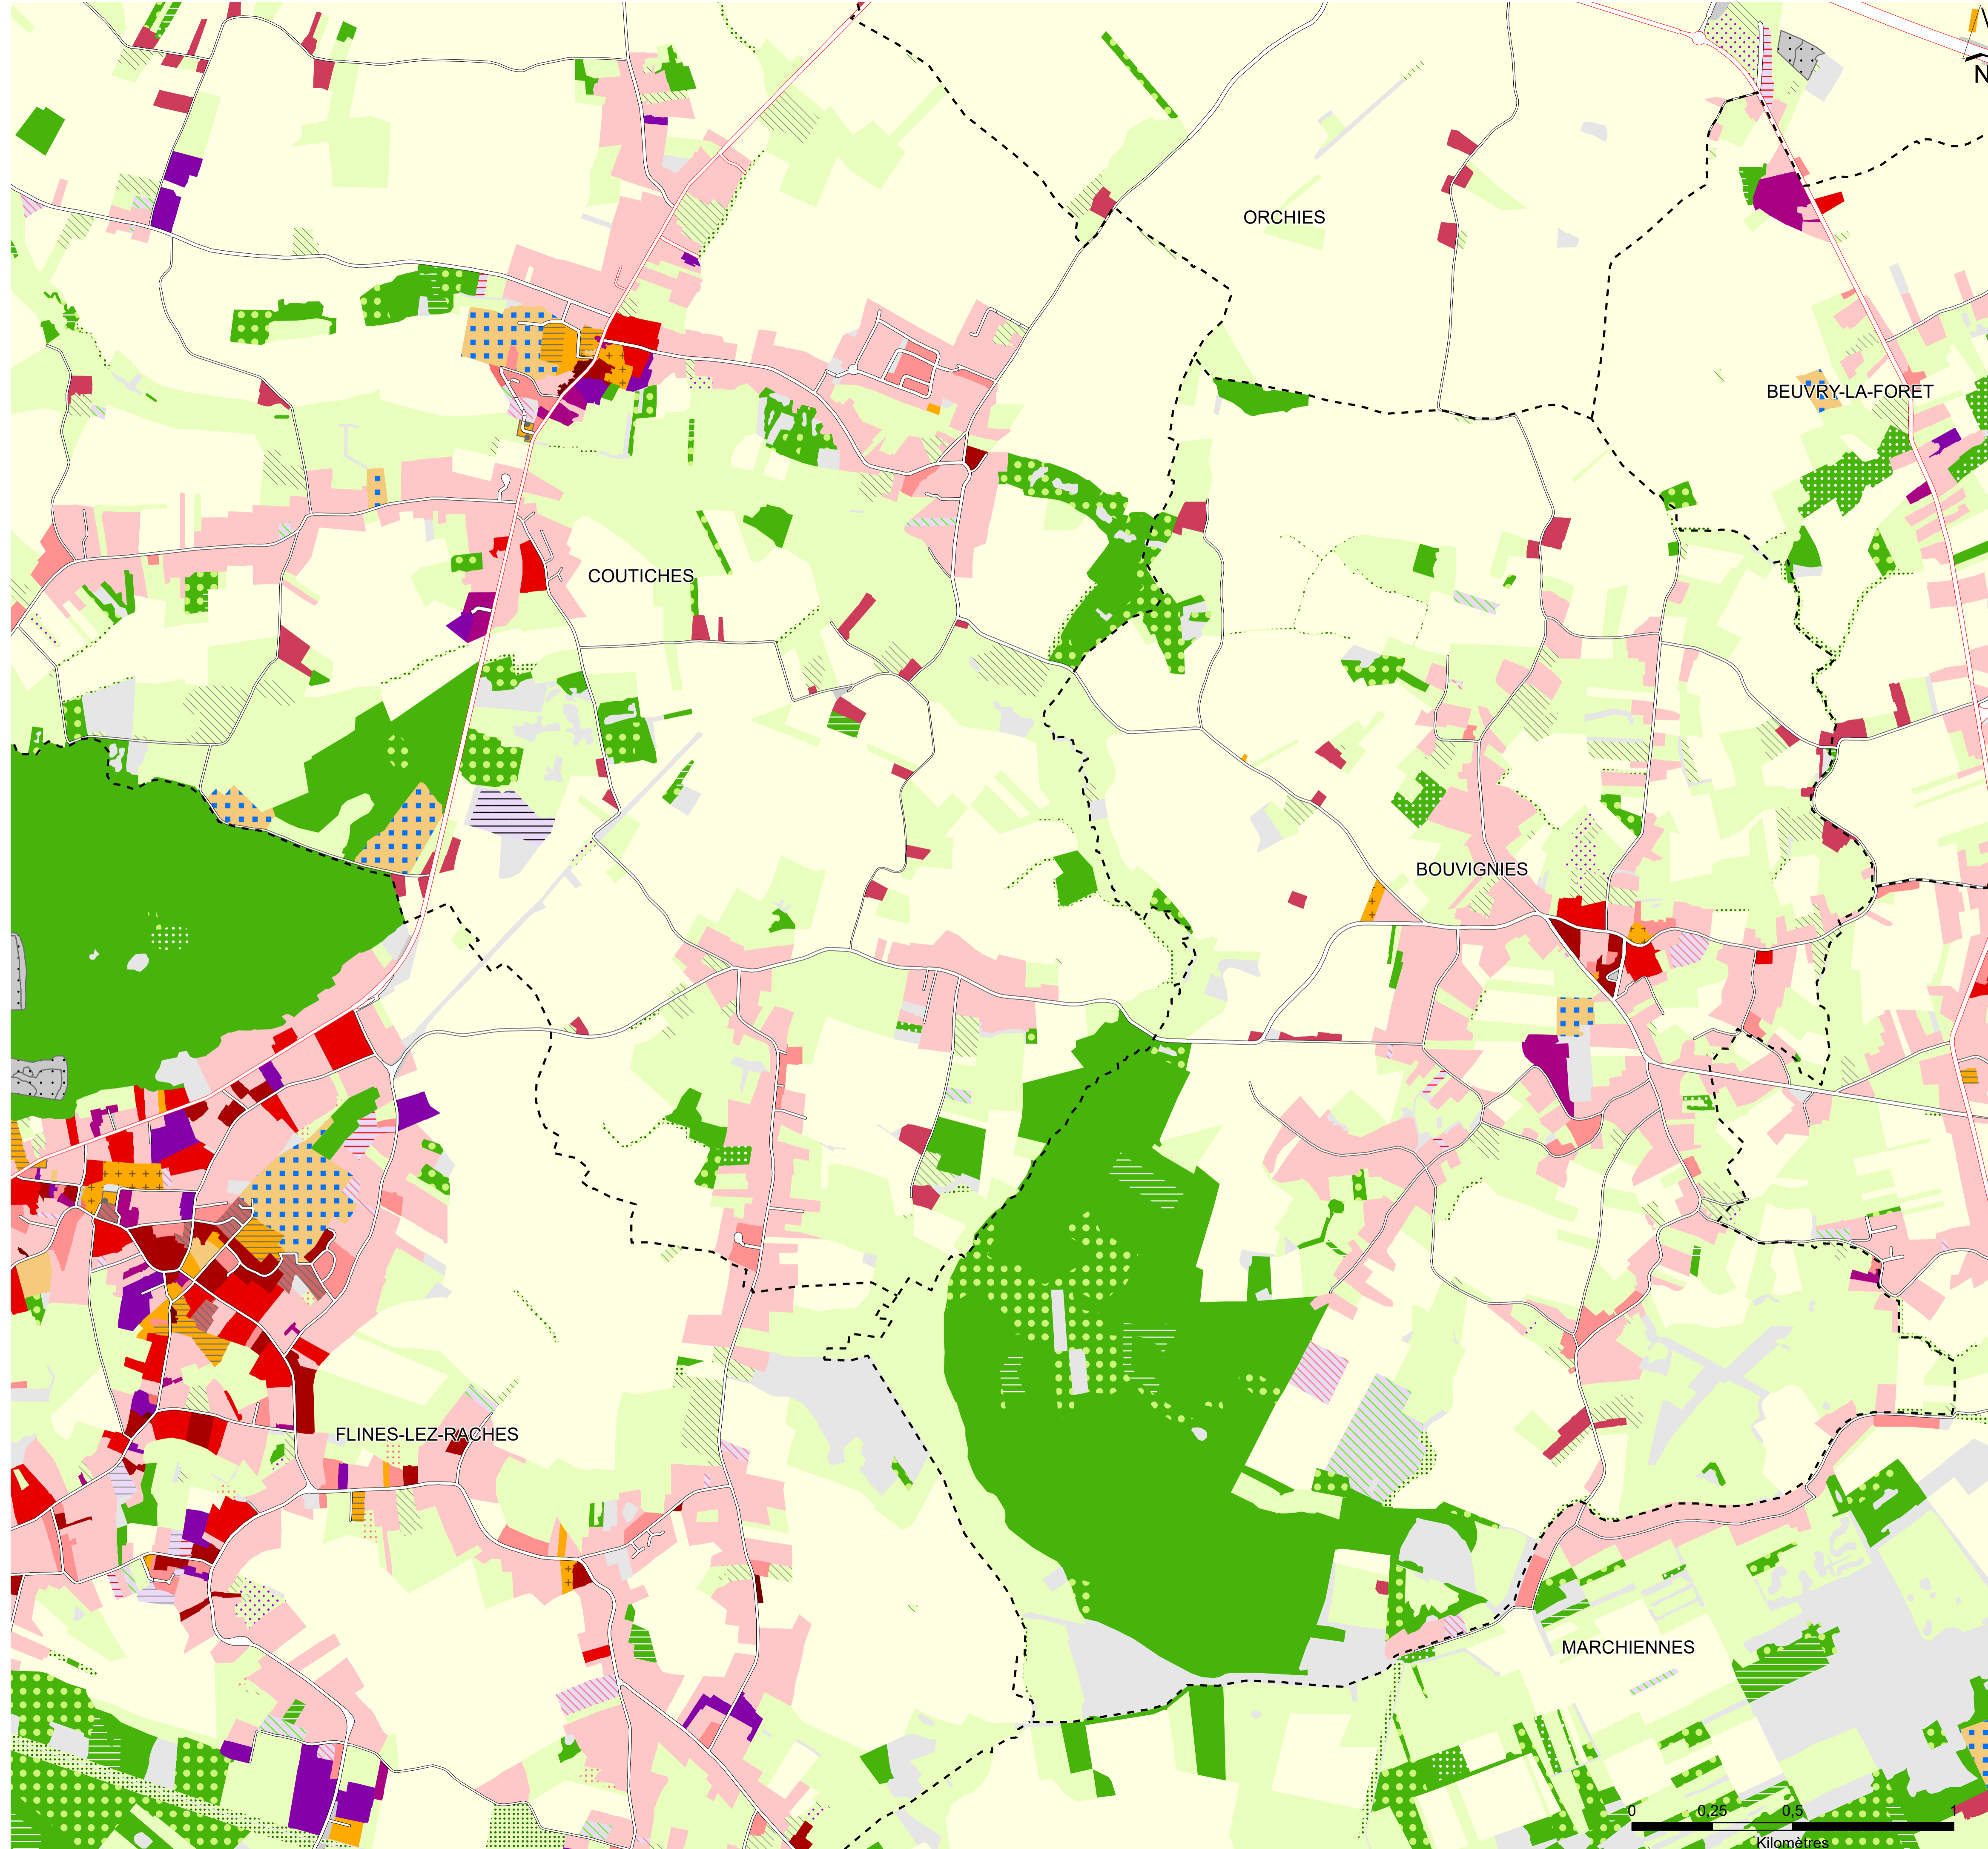 N
ORCHIES
BEUVRY-LA-FORET
COUTICHES
BOUVIGNIES
FLINES-LEZ-RACHES
MARCHIENNES
0 0,25 0,5 1
Kilomètres